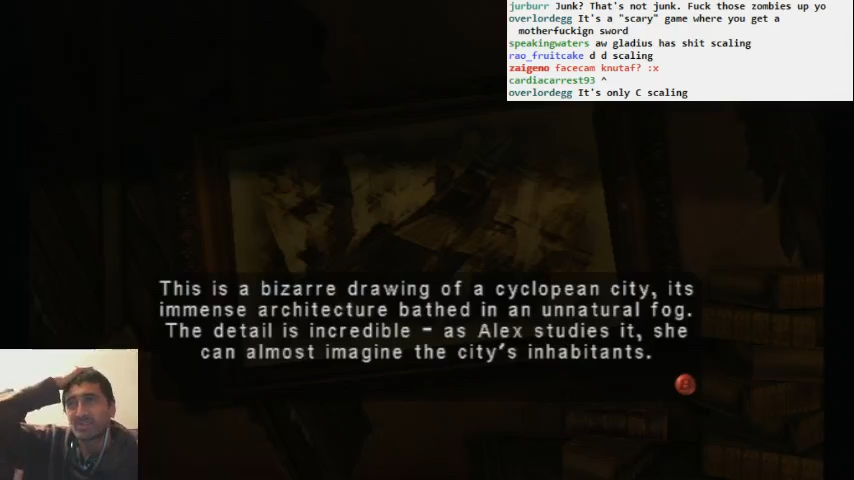 jurburr Junk? That's not junk. Fuck those zombies up yo
overlordegg It's a "scary" game where you get a
motherfuckign sword
speakingwaters aw gladius has shit scaling
rao_fruitcake d d scaling
zaigeno facecam knutaf? :x
cardiacarrest93 ^
overlordegg It's only C scaling
This is a bizarre drawing of a cyclopean city, its
immense architecture bathed in an unnatural fog.
The detail is incredible - as Alex studies it, she
can almost imagine the city's inhabitants.
B